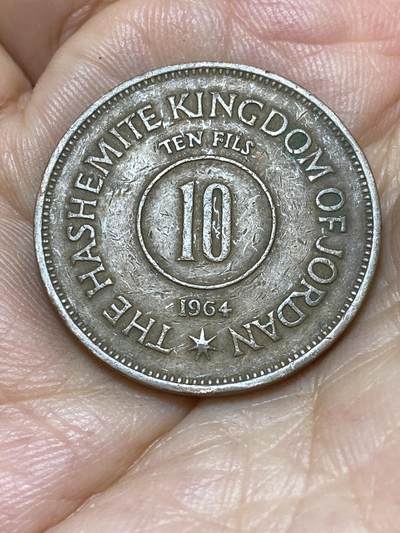 THE HASHEMITE KINGDOM OF JORDAN
TEN FILS
10
1964